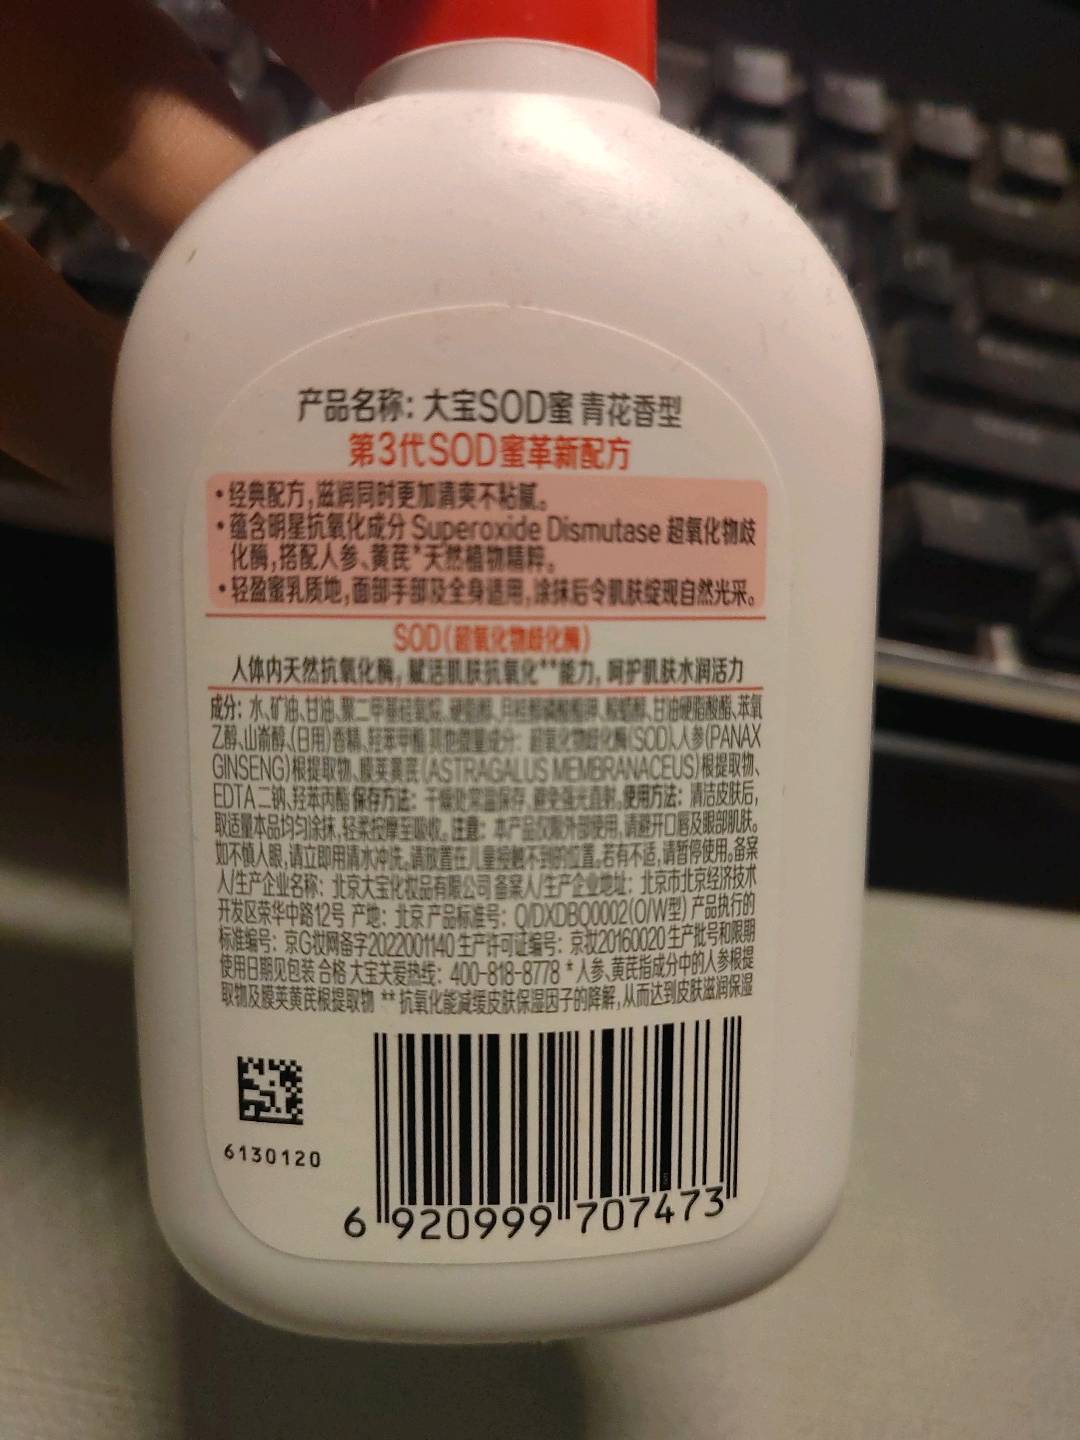 产品名称：大宝SOD蜜 青花香型
第3代SOD蜜革新配方
•经典配方,滋润同时更加清爽不粘腻。
•蕴含明星抗氧化成分 Superoxide Dismutase 超氧化物歧
化酶,搭配人参、黄芪*天然植物精粹。
•轻盈蜜乳质地,面部手部及全身适用,涂抹后令肌肤绽现自然光采。
SOD(超氧化物歧化酶)
人体内天然抗氧化酶,赋活肌肤抗氧化**能力,呵护肌肤水润活力
成分：水、矿油、甘油、聚二甲基硅氧烷、硬脂醇、月桂醇磷酸酯钾、鲸蜡醇、甘油硬脂酸酯、苯氧
乙醇、山嵛醇、(日用)香精、羟苯甲酯 其他微量成分：超氧化物歧化酶(SOD)、人参(PANAX
GINSENG)根提取物、膜荚黄芪(ASTRAGALUS MEMBRANACEUS)根提取物、
EDTA二钠、羟苯丙酯 保存方法：干燥处常温保存,避免强光直射。使用方法：清洁皮肤后,
取适量本品均匀涂抹,轻柔按摩至吸收。注意：本产品仅限外部使用,请避开口唇及眼部肌肤。
如不慎入眼,请立即用清水冲洗。请放置在儿童接触不到的位置。若有不适,请暂停使用。备案
人/生产企业名称：北京大宝化妆品有限公司 备案人/生产企业地址：北京市北京经济技术
开发区荣华中路12号 产地：北京 产品标准号：Q/DXDBO0002(O/W型) 产品执行的
标准编号：京G妆网备字2022001140 生产许可证编号：京妆20160020 生产批号和限期
使用日期见包装 合格 大宝关爱热线：400-818-8778 *人参、黄芪指成分中的人参根提
取物及膜荚黄芪根提取物 **抗氧化能减缓皮肤保湿因子的降解,从而达到皮肤滋润保湿
6130120
6 920999 707473